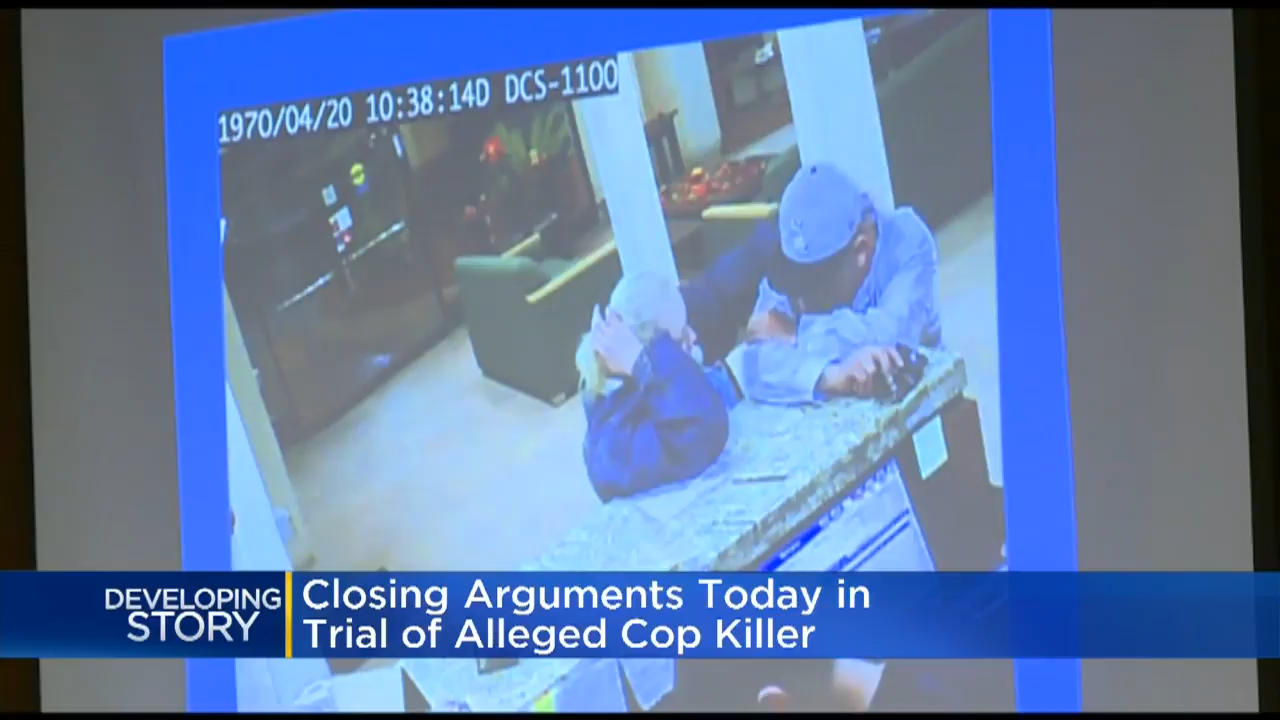 1970/04/20 10:38:14D DCS-1100
DEVELOPING
STORY
Closing Arguments Today in
Trial of Alleged Cop Killer